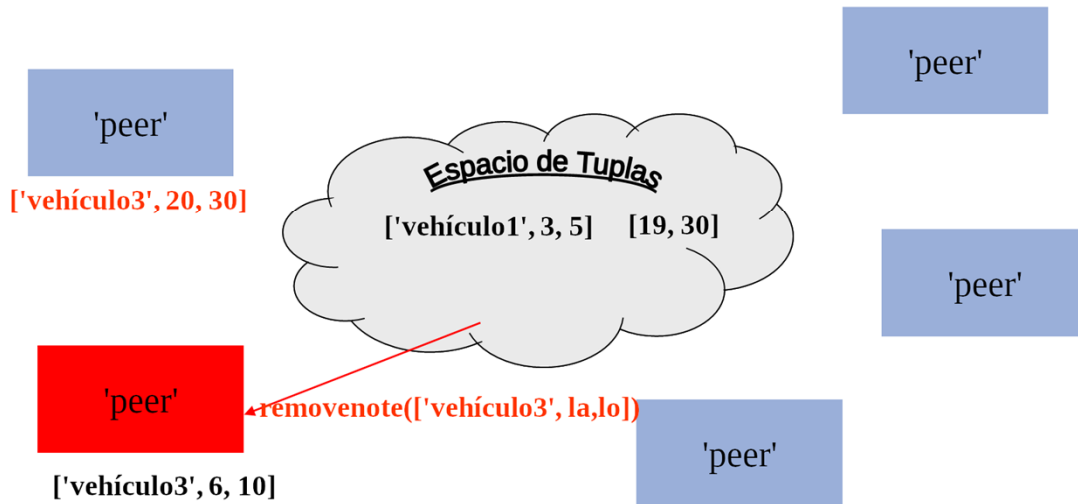 'peer'
'peer'
Espacio de Tuplas
['vehículo3', 20, 30]
['vehículo1', 3, 5] [19, 30]
'peer'
'peer'
removenote(['vehículo3', la,lo])
'peer'
['vehículo3', 6, 10]